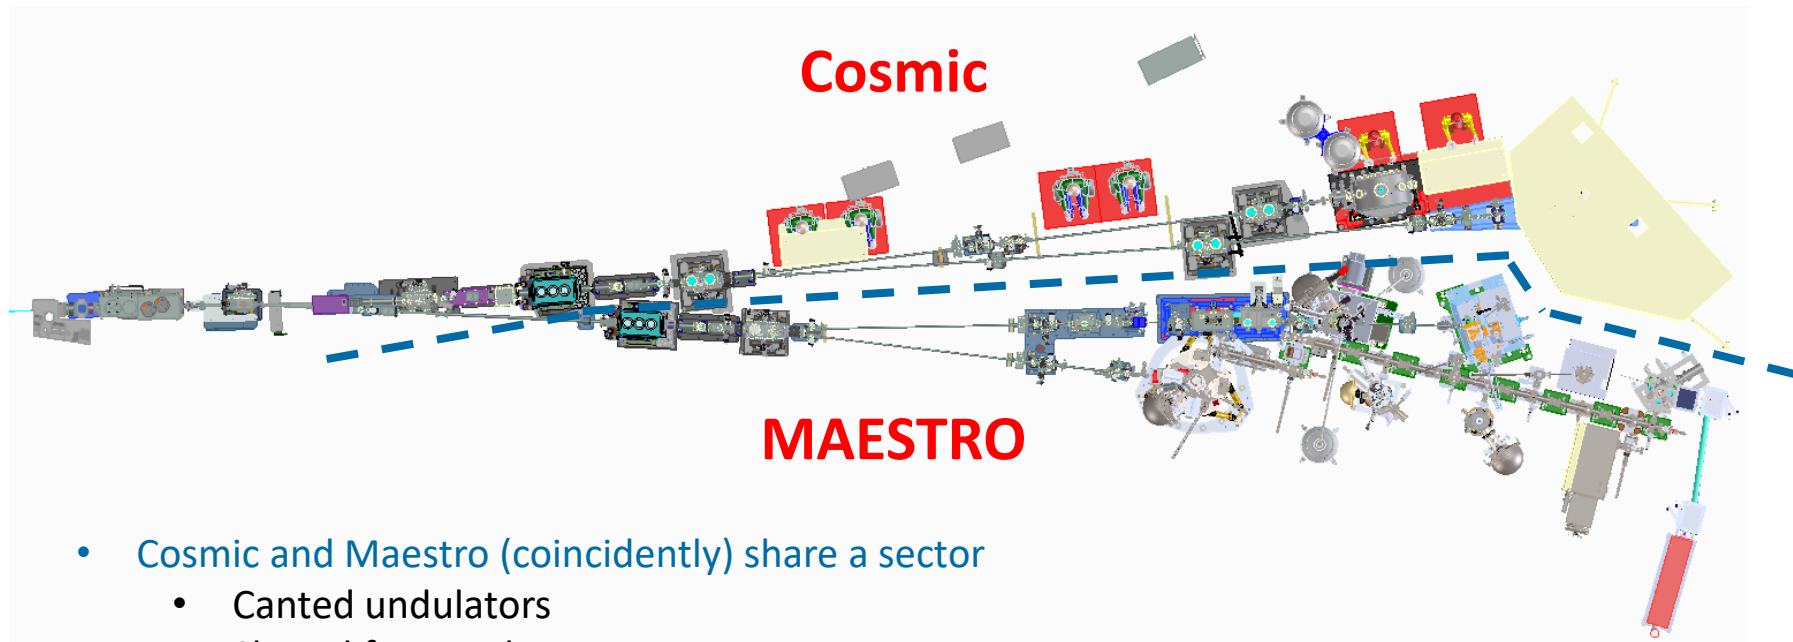 Cosmic
MAESTRO
• Cosmic and Maestro (coincidently) share a sector
• Canted undulators